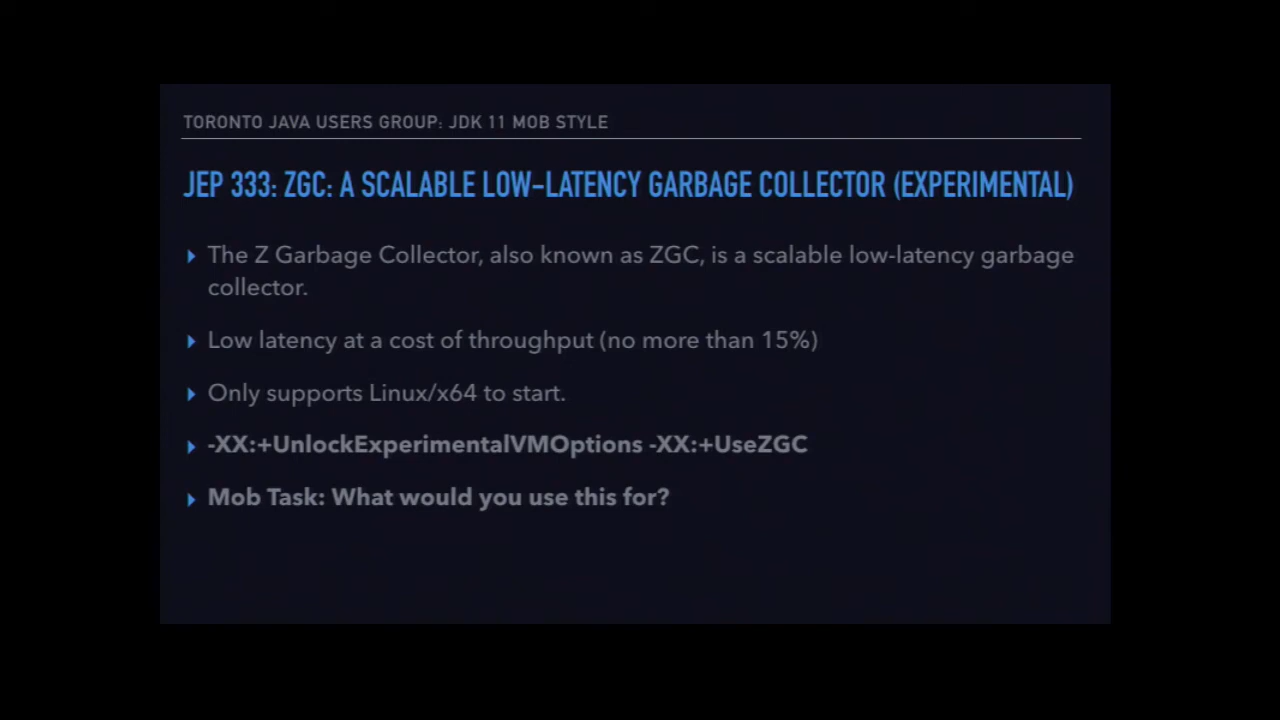 TORONTO JAVA USERS GROUP: JDK 11 MOB STYLE
JEP 333: ZGC: A SCALABLE LOW-LATENCY GARBAGE COLLECTOR (EXPERIMENTAL)
The Z Garbage Collector, also known as ZGC, is a scalable low-latency garbage
collector.
Low latency at a cost of throughput (no more than 15%)
Only supports Linux/x64 to start.
-XX:+UnlockExperimentalVMOptions -XX:+UseZGC
Mob Task: What would you use this for?